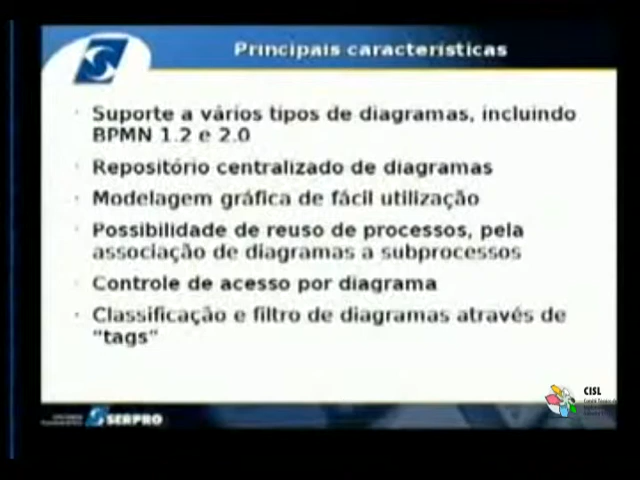 Principais características
Suporte a vários tipos de diagramas, incluindo
BPMN 1.2 e 2.0
Repositório centralizado de diagramas
Modelagem gráfica de fácil utilização
Possibilidade de reuso de processos, pela
associação de diagramas a subprocessos
Controle de acesso por diagrama
Classificação e filtro de diagramas através de
“tags”
SERPRO
CISL